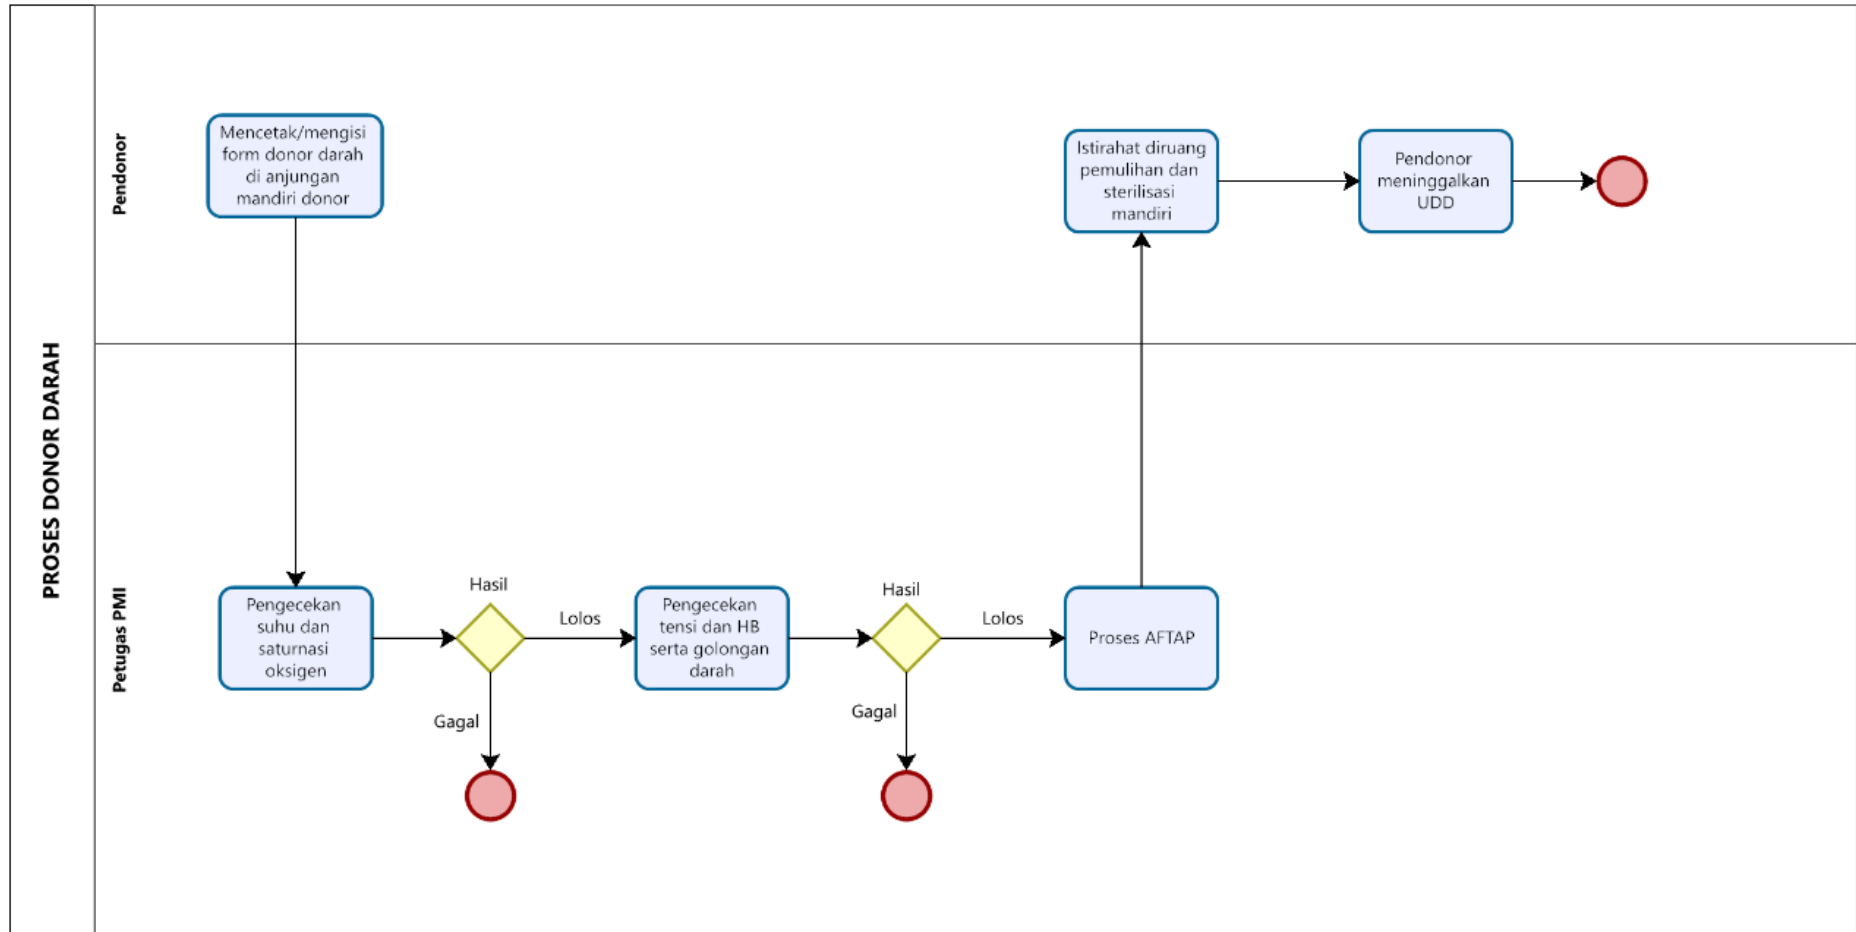 PROSES DONOR DARAH
Pendonor
Mencetak/mengisi
form donor darah
di anjungan
mandiri donor
Istirahat diruang
pemulihan dan
sterilisasi
mandiri
Pendonor
meninggalkan
UDD
Petugas PMI
Pengecekan
suhu dan
saturnasi
oksigen
Hasil
Lolos
Gagal
Pengecekan
tensi dan HB
serta golongan
darah
Hasil
Lolos
Gagal
Proses AFTAP